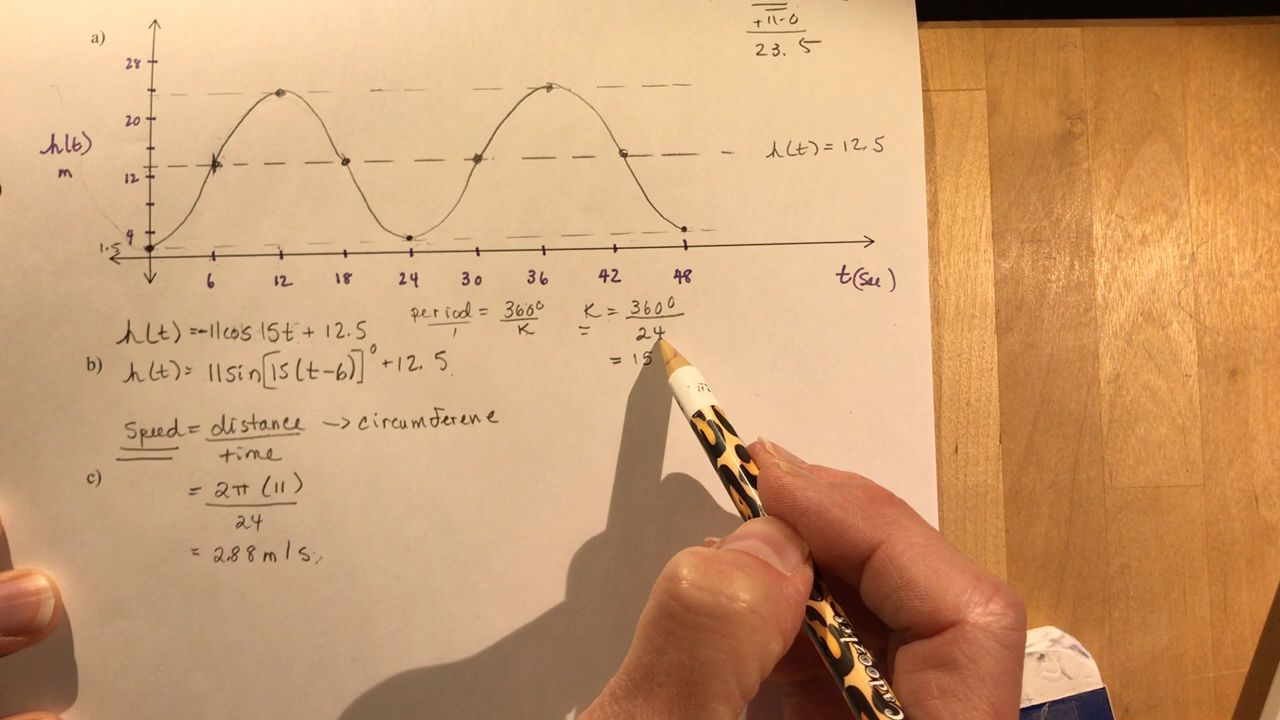 +11.0
23.5
a)
28
20
h(t)
m
12
4
1.5
h(t) = 12.5
6 12 18 24 30 36 42 48 t(sec)
h(t) = -11cos 15t + 12.5
period = 360°/K
K = 360°/24
= 15
b) h(t) = 11sin[15(t-6)]° + 12.5
Speed = distance/time → circumference
c)
= 2π(11)/24
= 2.88 m/s.